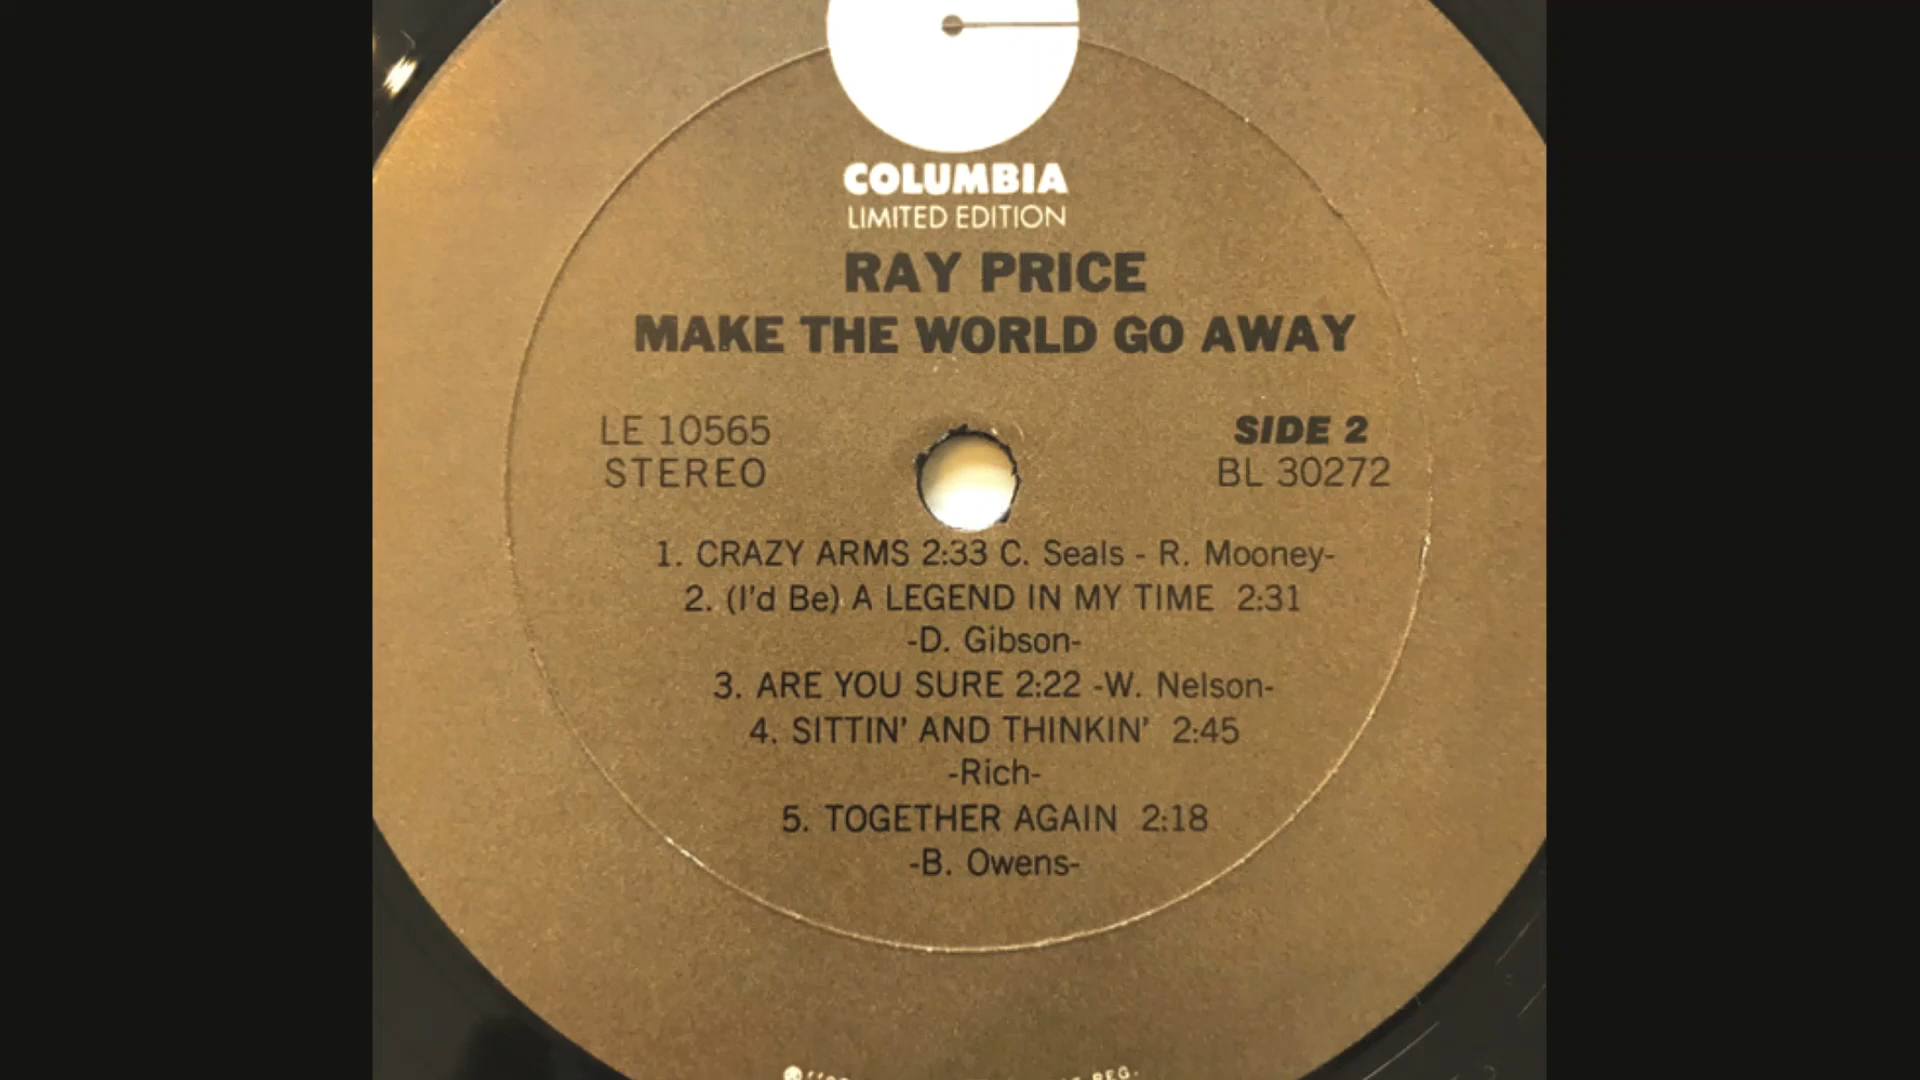 COLUMBIA
LIMITED EDITION
RAY PRICE
MAKE THE WORLD GO AWAY
LE 10565
STEREO
SIDE 2
BL 30272
1. CRAZY ARMS 2:33 C. Seals - R. Mooney-
2. (I'd Be) A LEGEND IN MY TIME 2:31
-D. Gibson-
3. ARE YOU SURE 2:22 -W. Nelson-
4. SITTIN' AND THINKIN' 2:45
-Rich-
5. TOGETHER AGAIN 2:18
-B. Owens-
REG.